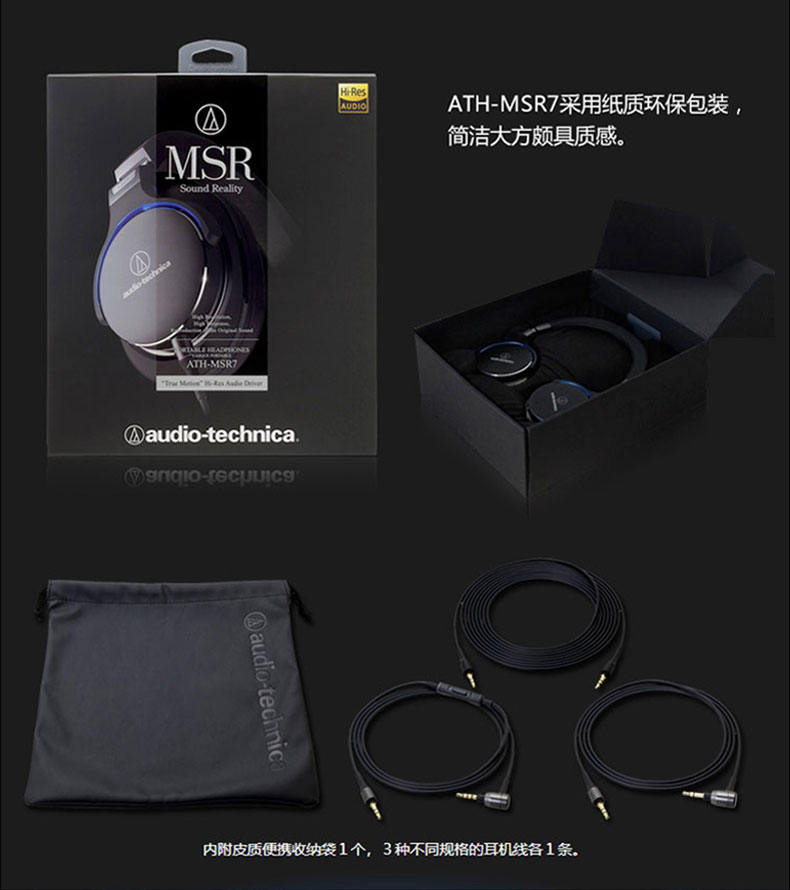 Hi-Res
AUDIO
MSR
Sound Reality
audio-technica
High Resolution,
High Response,
Reproduction of the Original Sound
PORTABLE HEADPHONES
ATH-MSR7
"True Motion" Hi-Res Audio Driver
audio-technica
ATH-MSR7采用纸质环保包装，
简洁大方颇具质感。
audio-technica
audio-technica
内附皮质便携收纳袋1个，3种不同规格的耳机线各1条。